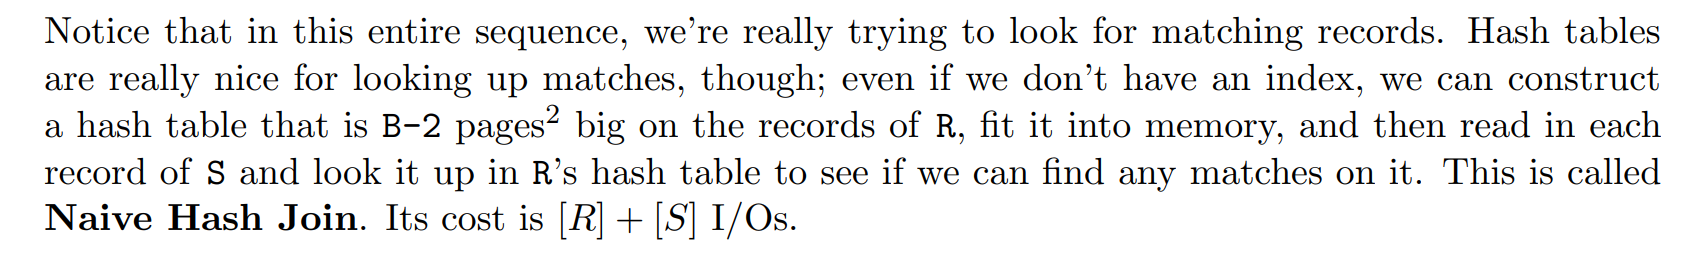 Notice that in this entire sequence, we're really trying to look for matching records. Hash tables
are really nice for looking up matches, though; even if we don't have an index, we can construct
a hash table that is B-2 pages² big on the records of R, fit it into memory, and then read in each
record of S and look it up in R's hash table to see if we can find any matches on it. This is called
Naive Hash Join. Its cost is [R] + [S] I/Os.